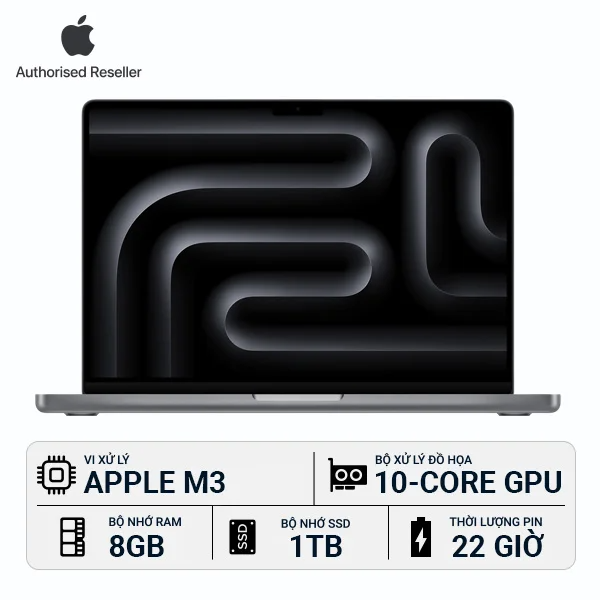 Authorised Reseller
VI XỬ LÝ
APPLE M3
BỘ XỬ LÝ ĐỒ HỌA
10-CORE GPU
BỘ NHỚ RAM
8GB
SSD
BỘ NHỚ SSD
1TB
THỜI LƯỢNG PIN
22 GIỜ